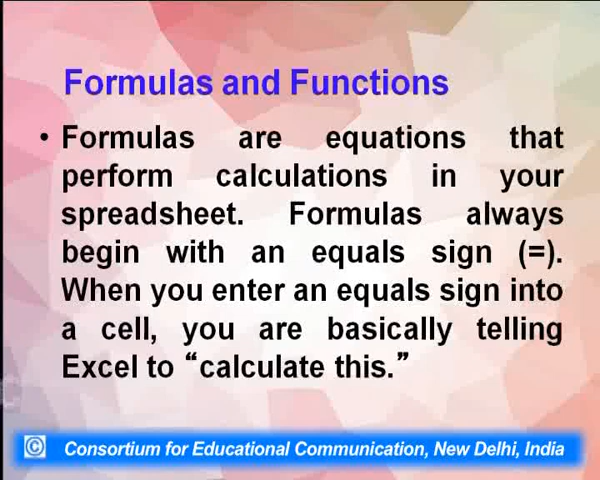 Formulas and Functions
• Formulas are equations that
perform calculations in your
spreadsheet. Formulas always
begin with an equals sign (=).
When you enter an equals sign into
a cell, you are basically telling
Excel to “calculate this.”
© Consortium for Educational Communication, New Delhi, India